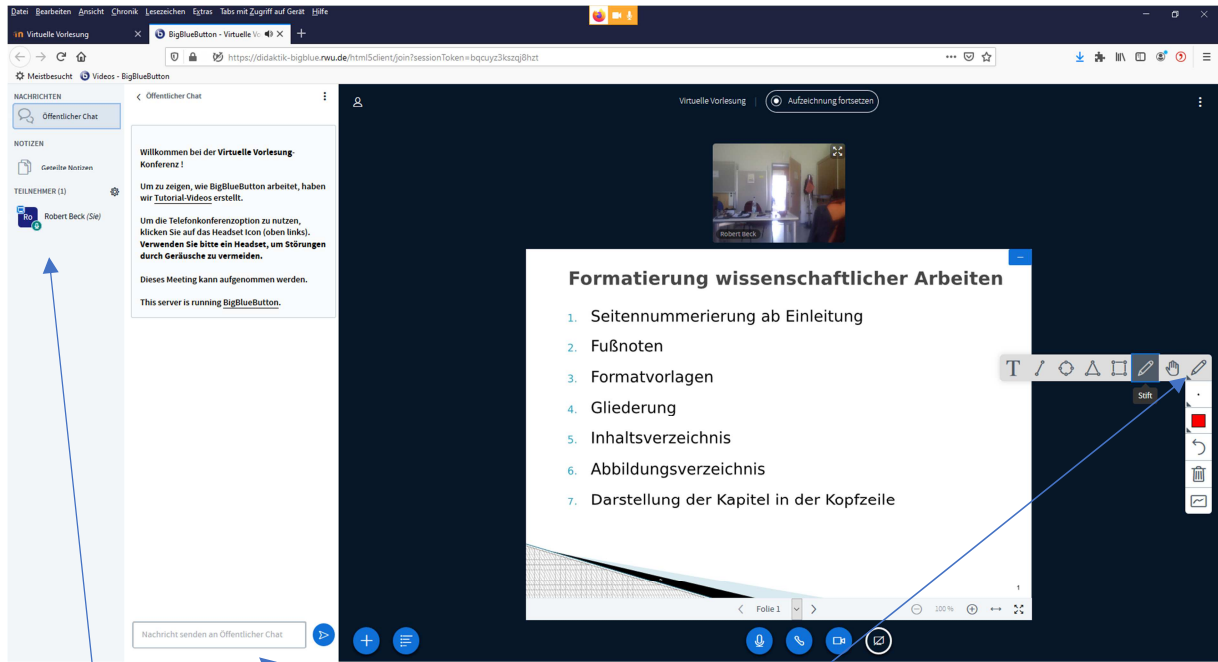 Datei Bearbeiten Ansicht Chronik Lesezeichen Extras Tabs mit Zugriff auf Gerät Hilfe
Virtuelle Vorlesung
BigBlueButton - Virtuelle Vo
https://didaktik-bigblue.rwu.de/html5client/join?sessionToken=bqcuyz3kszqj8hzt
Meistbesucht Videos - BigBlueButton
NACHRICHTEN
Öffentlicher Chat
NOTIZEN
Geteilte Notizen
TEILNEHMER (1)
Ro
Robert Beck (Sie)
Öffentlicher Chat
Willkommen bei der Virtuelle Vorlesung-
Konferenz !
Um zu zeigen, wie BigBlueButton arbeitet, haben
wir Tutorial-Videos erstellt.
Um die Telefonkonferenzoption zu nutzen,
klicken Sie auf das Headset Icon (oben links).
Verwenden Sie bitte ein Headset, um Störungen
durch Geräusche zu vermeiden.
Dieses Meeting kann aufgenommen werden.
This server is running BigBlueButton.
Nachricht senden an Öffentlicher Chat
Virtuelle Vorlesung | Aufzeichnung fortsetzen
Robert Beck
Formatierung wissenschaftlicher Arbeiten
1. Seitennummerierung ab Einleitung
2. Fußnoten
3. Formatvorlagen
4. Gliederung
5. Inhaltsverzeichnis
6. Abbildungsverzeichnis
7. Darstellung der Kapitel in der Kopfzeile
1
Folie 1
100 %
T
Stift